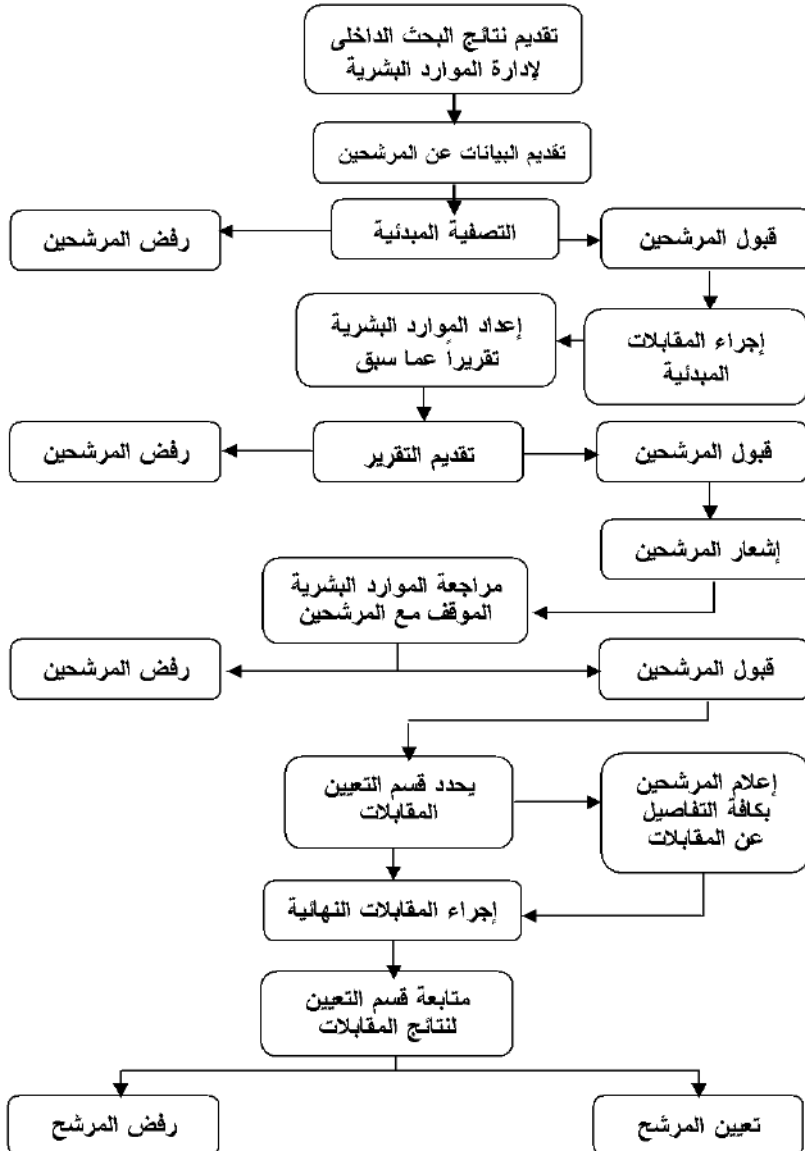 تقديم نتائج البحث الداخلى
لإدارة الموارد البشرية
تقديم البيانات عن المرشحين
التصفية المبدئية
قبول المرشحين
رفض المرشحين
إجراء المقابلات
المبدئية
إعداد الموارد البشرية
تقريراً عما سبق
تقديم التقرير
قبول المرشحين
رفض المرشحين
إشعار المرشحين
مراجعة الموارد البشرية
الموقف مع المرشحين
قبول المرشحين
رفض المرشحين
يحدد قسم التعيين
المقابلات
إعلام المرشحين
بكافة التفاصيل
عن المقابلات
إجراء المقابلات النهائية
متابعة قسم التعيين
لنتائج المقابلات
تعيين المرشح
رفض المرشح